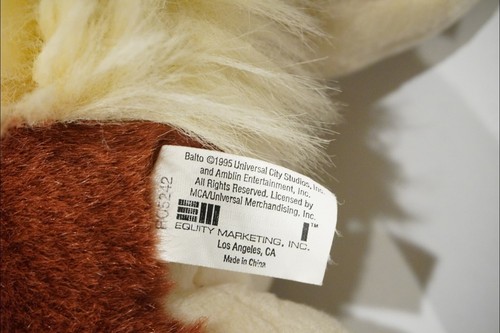 Balto ©1995 Universal City Studios, Inc.
and Amblin Entertainment, Inc.
All Rights Reserved. Licensed by
MCA/Universal Merchandising, Inc.
TM
EQUITY MARKETING, INC.
Los Angeles, CA
Made in China